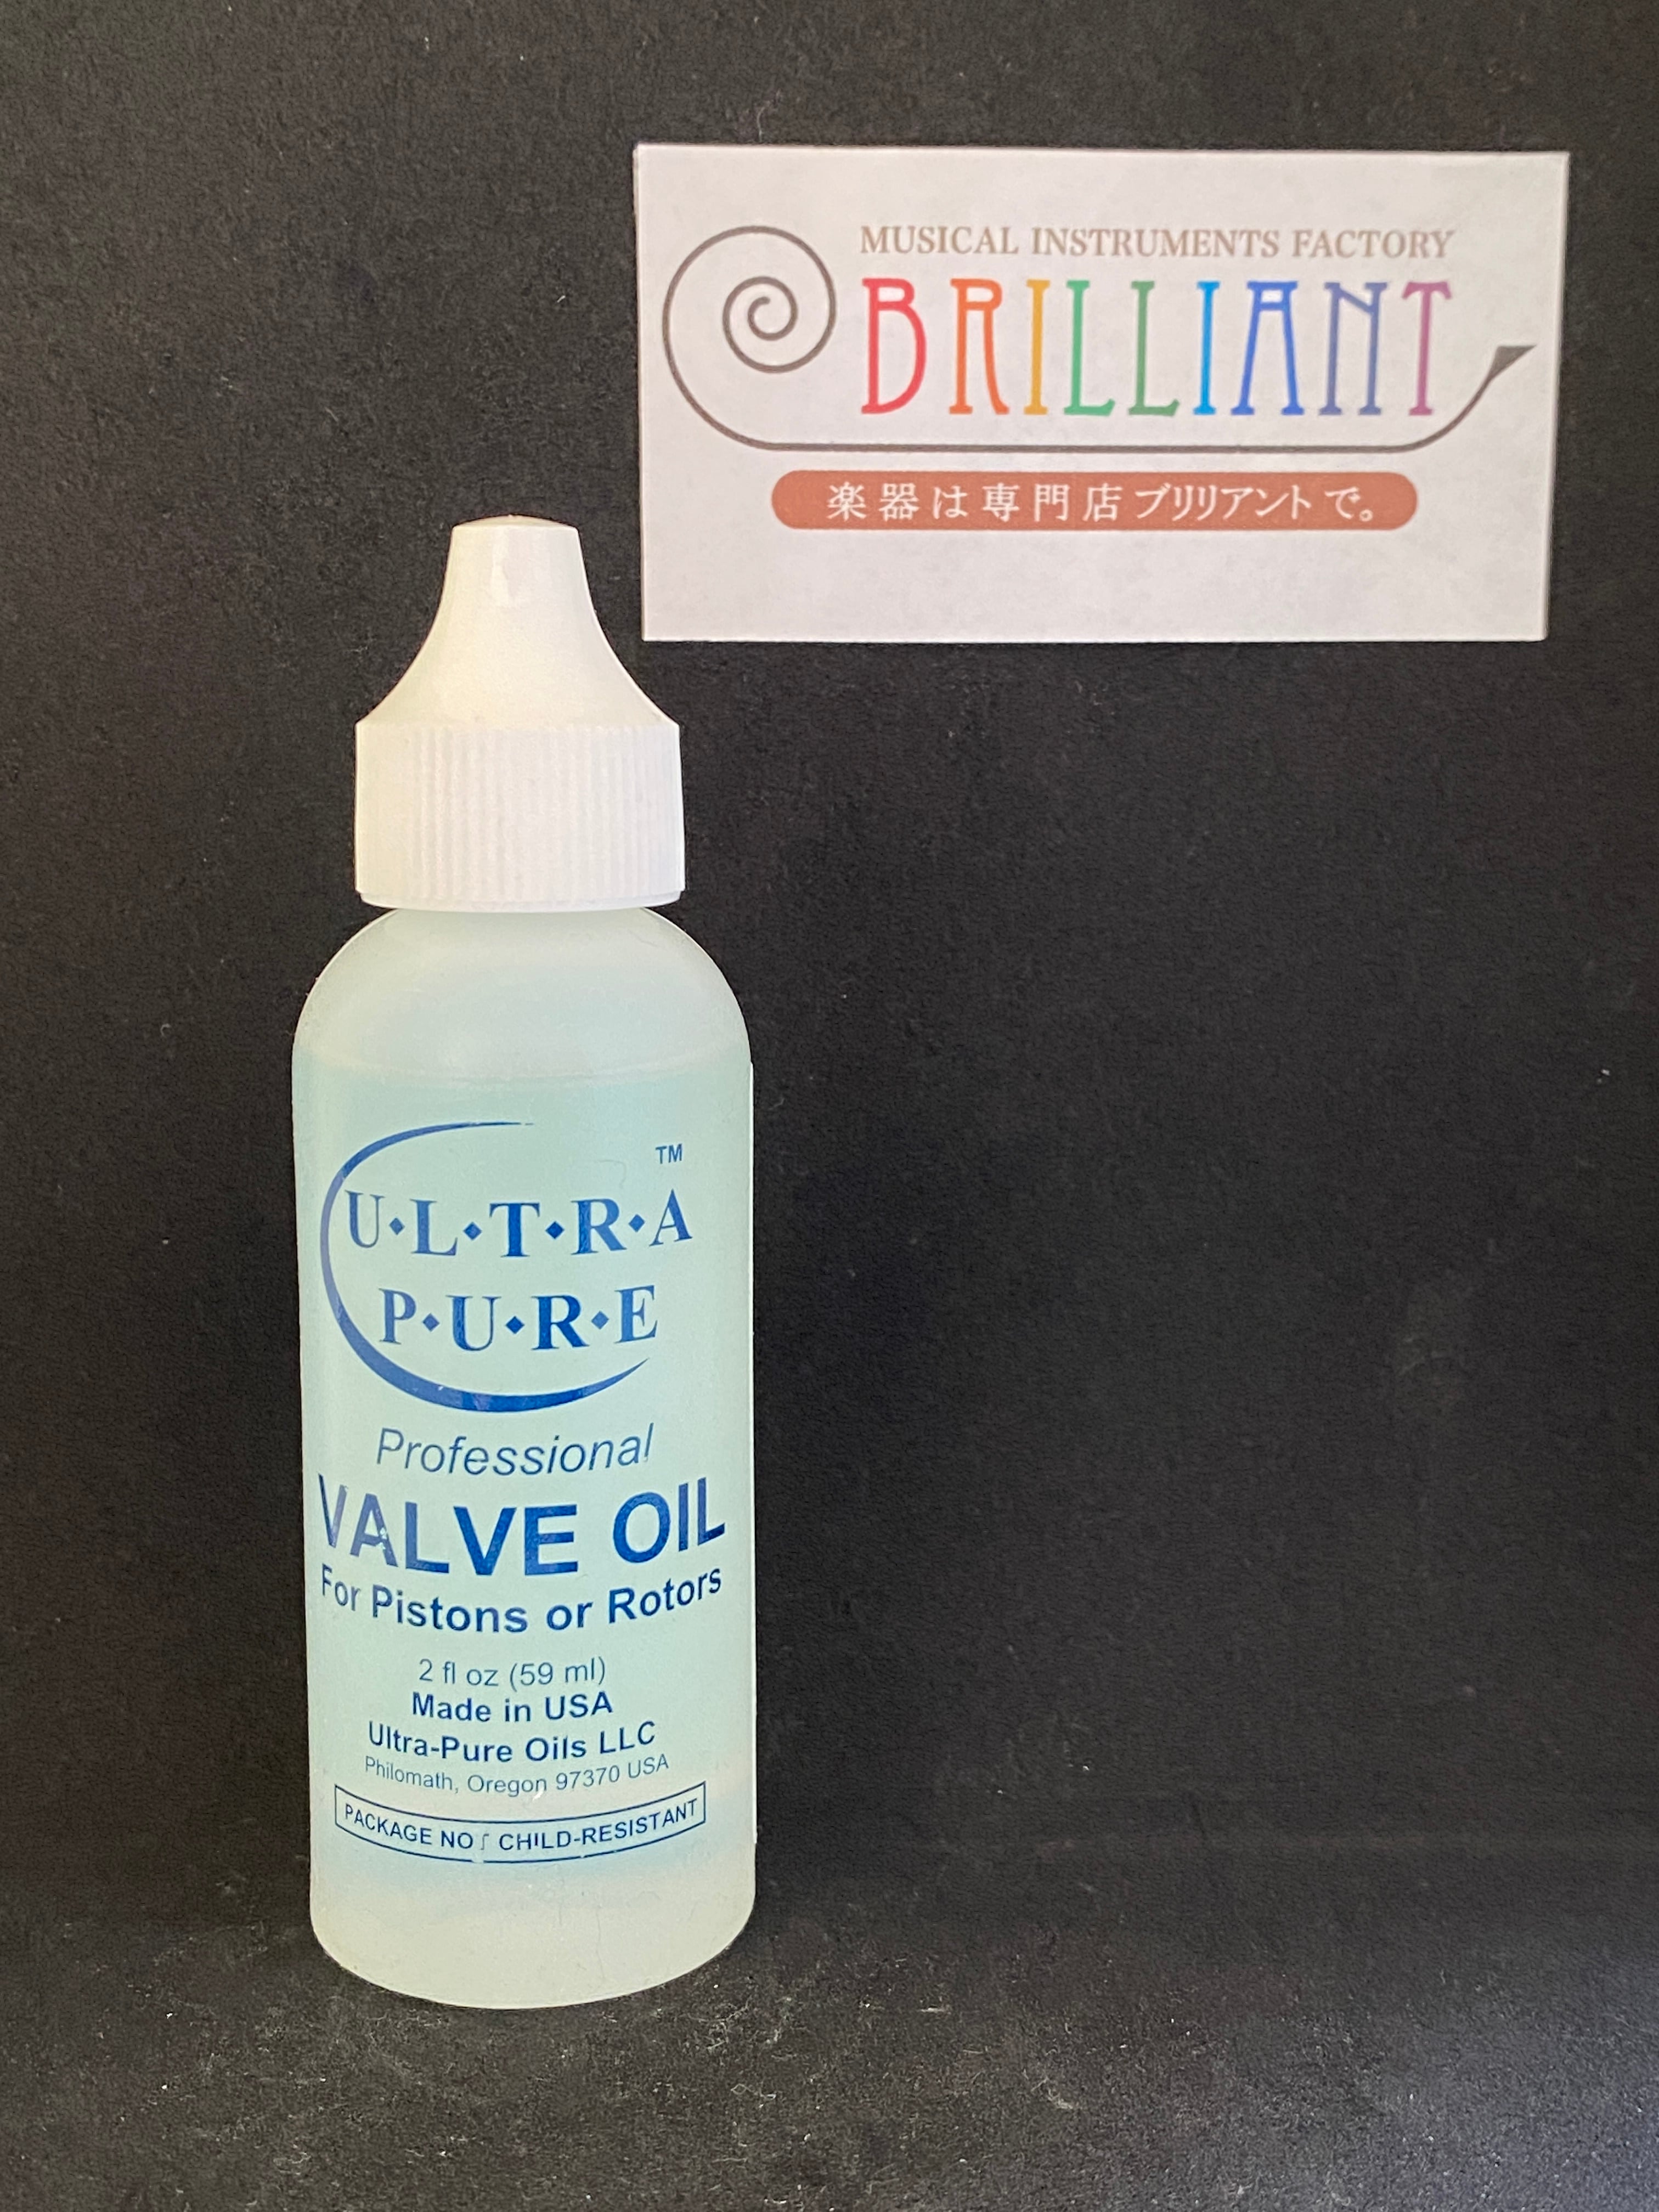 MUSICAL INSTRUMENTS FACTORY
BRILLIANT
楽器は専門店ブリリアントで。
U·L·T·R·A TM
P·U·R·E
Professional
VALVE OIL
For Pistons or Rotors
2 fl oz (59 ml)
Made in USA
Ultra-Pure Oils LLC
Philomath, Oregon 97370 USA
PACKAGE NOT CHILD-RESISTANT